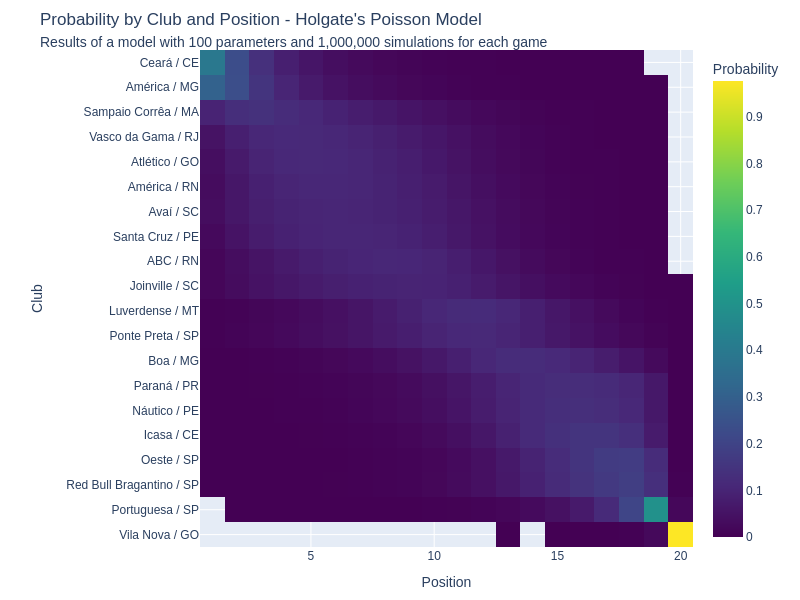 Probability by Club and Position - Holgate's Poisson Model
Results of a model with 100 parameters and 1,000,000 simulations for each game
Probability
Ceará / CE
América / MG
Sampaio Corrêa / MA
Vasco da Gama / RJ
Atlético / GO
América / RN
Avaí / SC
Santa Cruz / PE
ABC / RN
Joinville / SC
Luverdense / MT
Ponte Preta / SP
Boa / MG
Paraná / PR
Náutico / PE
Icasa / CE
Oeste / SP
Red Bull Bragantino / SP
Portuguesa / SP
Vila Nova / GO
Club
5
10
15
20
Position
0.9
0.8
0.7
0.6
0.5
0.4
0.3
0.2
0.1
0